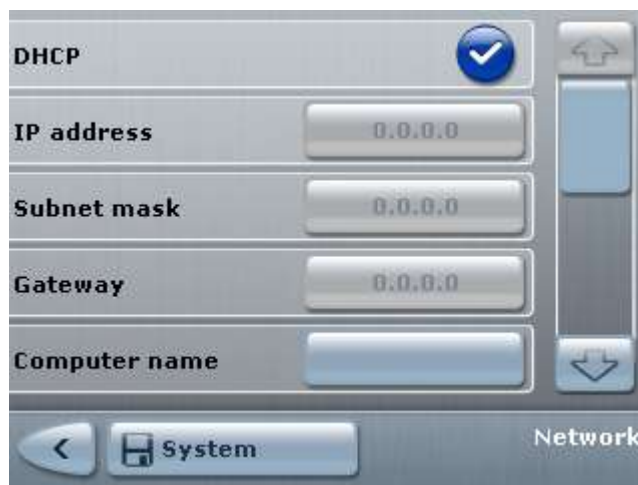 DHCP
IP address 0.0.0.0
Subnet mask 0.0.0.0
Gateway 0.0.0.0
Computer name
System
Network